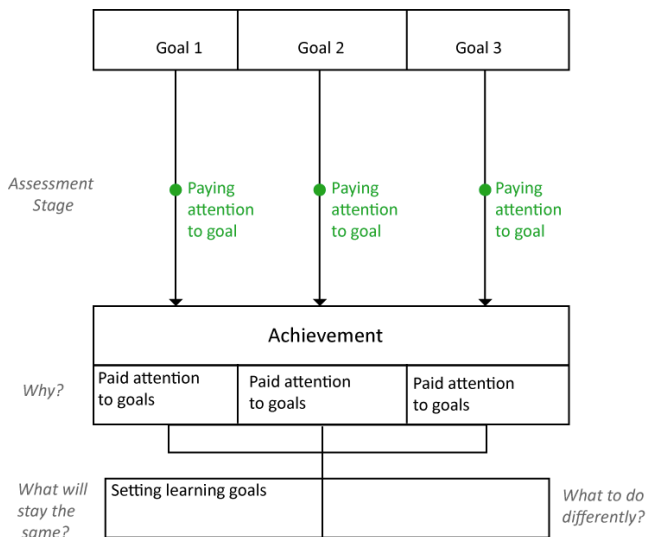 Goal 1
Goal 2
Goal 3
Assessment
Stage
Paying
attention
to goal
Paying
attention
to goal
Paying
attention
to goal
Achievement
Why?
Paid attention
to goals
Paid attention
to goals
Paid attention
to goals
What will
stay the
same?
Setting learning goals
What to do
differently?